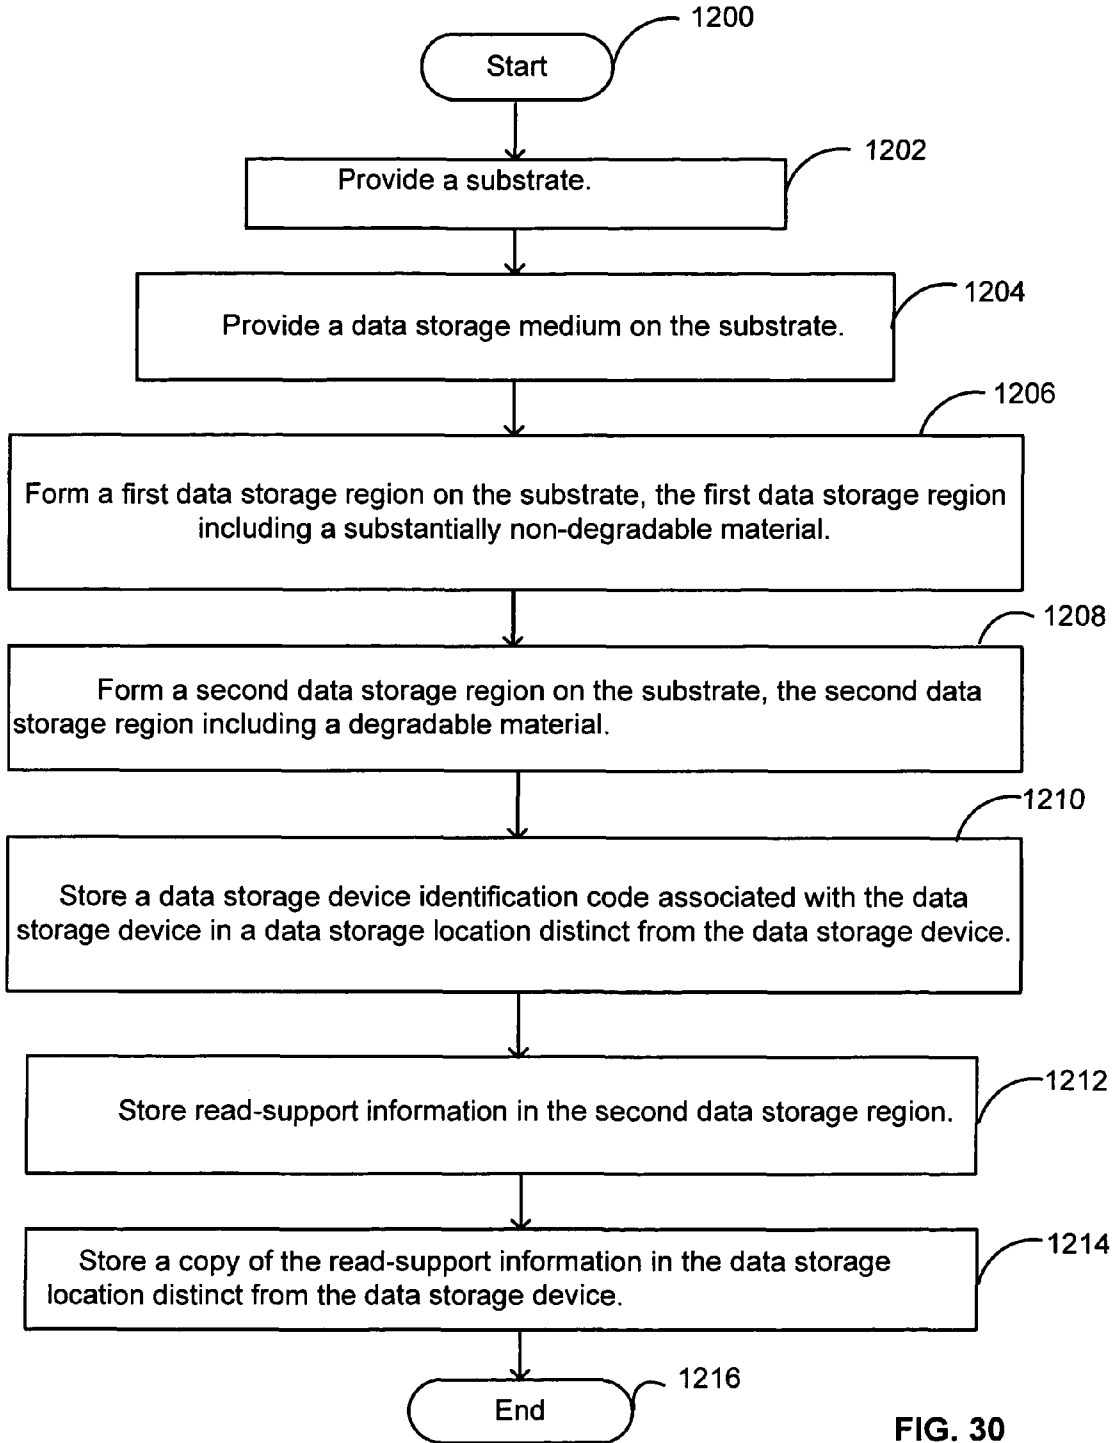 1200
Start
1202
Provide a substrate.
1204
Provide a data storage medium on the substrate.
1206
Form a first data storage region on the substrate, the first data storage region
including a substantially non-degradable material.
1208
Form a second data storage region on the substrate, the second data
storage region including a degradable material.
1210
Store a data storage device identification code associated with the data
storage device in a data storage location distinct from the data storage device.
1212
Store read-support information in the second data storage region.
1214
Store a copy of the read-support information in the data storage
location distinct from the data storage device.
1216
End
FIG. 30